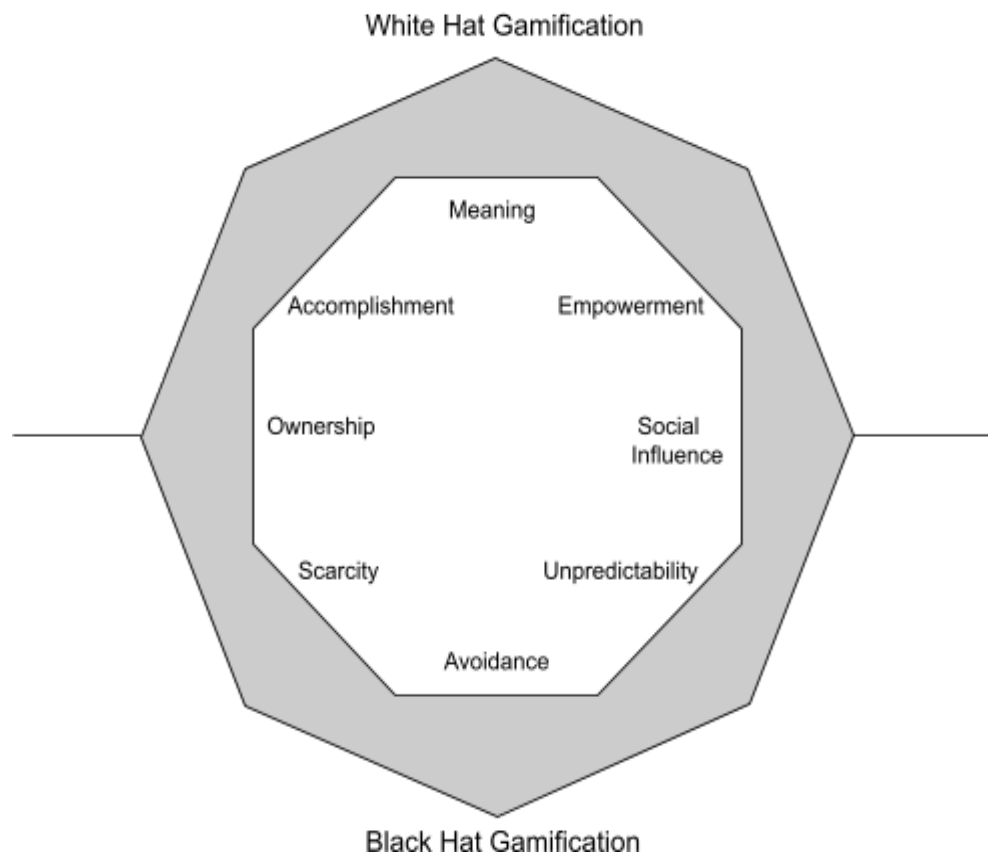 White Hat Gamification
Meaning
Accomplishment
Empowerment
Ownership
Social
Influence
Scarcity
Unpredictability
Avoidance
Black Hat Gamification